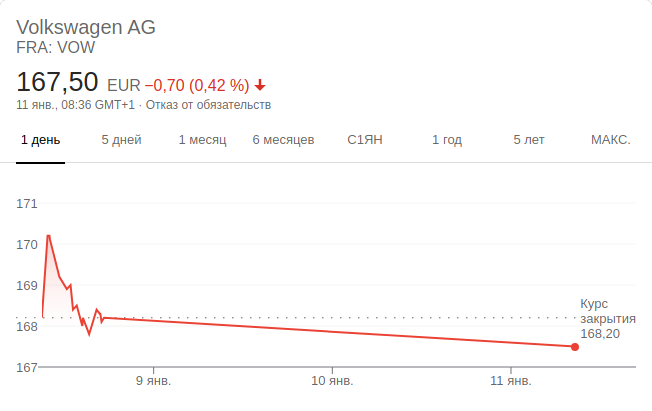 Volkswagen AG
FRA: VOW
167,50 EUR −0,70 (0,42 %)
11 янв., 08:36 GMT+1 · Отказ от обязательств
1 день 5 дней 1 месяц 6 месяцев С1ЯН 1 год 5 лет МАКС.
171
170
169
168
167
Курс
закрытия
168,20
9 янв. 10 янв. 11 янв.